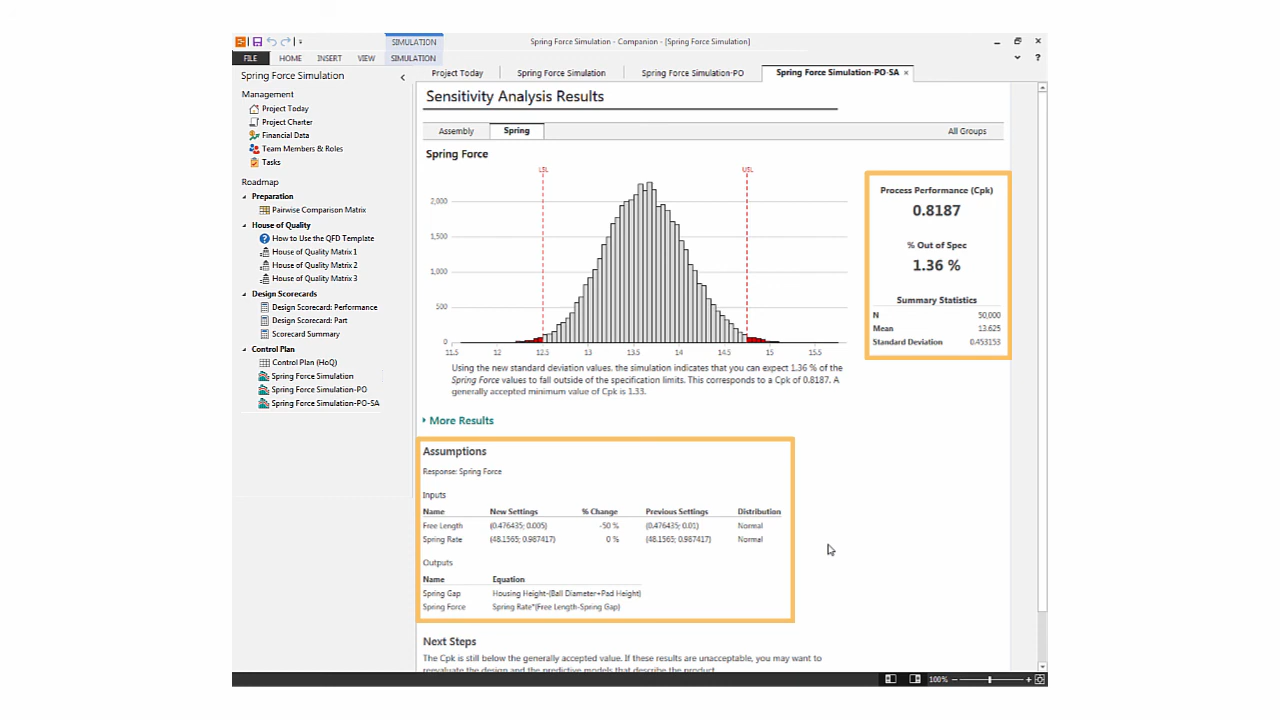 SIMULATION
Spring Force Simulation - Companion - [Spring Force Simulation]
FILE HOME INSERT VIEW SIMULATION
?
Spring Force Simulation
Management
Project Today
Project Charter
Financial Data
Team Members & Roles
Tasks
Roadmap
Preparation
Pairwise Comparison Matrix
House of Quality
How to Use the QFD Template
House of Quality Matrix 1
House of Quality Matrix 2
House of Quality Matrix 3
Design Scorecards
Design Scorecard: Performance
Design Scorecard: Part
Scorecard Summary
Control Plan
Control Plan (HoQ)
Spring Force Simulation
Spring Force Simulation-PO
Spring Force Simulation-PO-SA
Project Today Spring Force Simulation Spring Force Simulation-PO Spring Force Simulation-PO-SA ×
Sensitivity Analysis Results
Assembly Spring All Groups
Spring Force
LSL USL
2,000
1,500
1,000
500
0
11.5 12 12.5 13 13.5 14 14.5 15 15.5
Using the new standard deviation values, the simulation indicates that you can expect 1.36 % of the
Spring Force values to fall outside of the specification limits. This corresponds to a Cpk of 0.8187. A
generally accepted minimum value of Cpk is 1.33.
Process Performance (Cpk)
0.8187
% Out of Spec
1.36 %
Summary Statistics
N 50,000
Mean 13.625
Standard Deviation 0.453153
More Results
Assumptions
Response: Spring Force
Inputs
Name New Settings % Change Previous Settings Distribution
Free Length (0.476435; 0.005) -50 % (0.476435; 0.01) Normal
Spring Rate (48.1565; 0.987417) 0 % (48.1565; 0.987417) Normal
Outputs
Name Equation
Spring Gap Housing Height-(Ball Diameter+Pad Height)
Spring Force Spring Rate*(Free Length-Spring Gap)
Next Steps
The Cpk is still below the generally accepted value. If these results are unacceptable, you may want to
reevaluate the design and the predictive models that describe the product.
100% − +